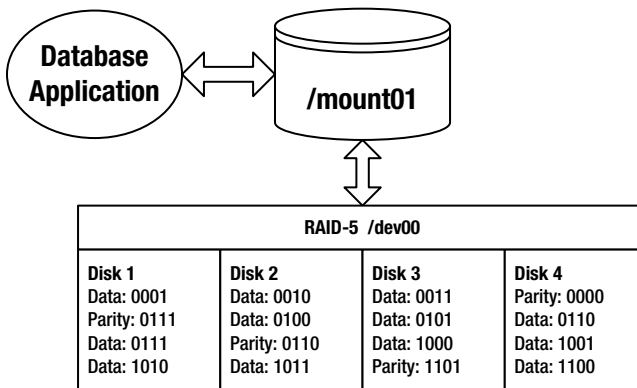 Database
Application
/mount01
RAID-5 /dev00
Disk 1
Data: 0001
Parity: 0111
Data: 0111
Data: 1010
Disk 2
Data: 0010
Data: 0100
Parity: 0110
Data: 1011
Disk 3
Data: 0011
Data: 0101
Data: 1000
Parity: 1101
Disk 4
Parity: 0000
Data: 0110
Data: 1001
Data: 1100